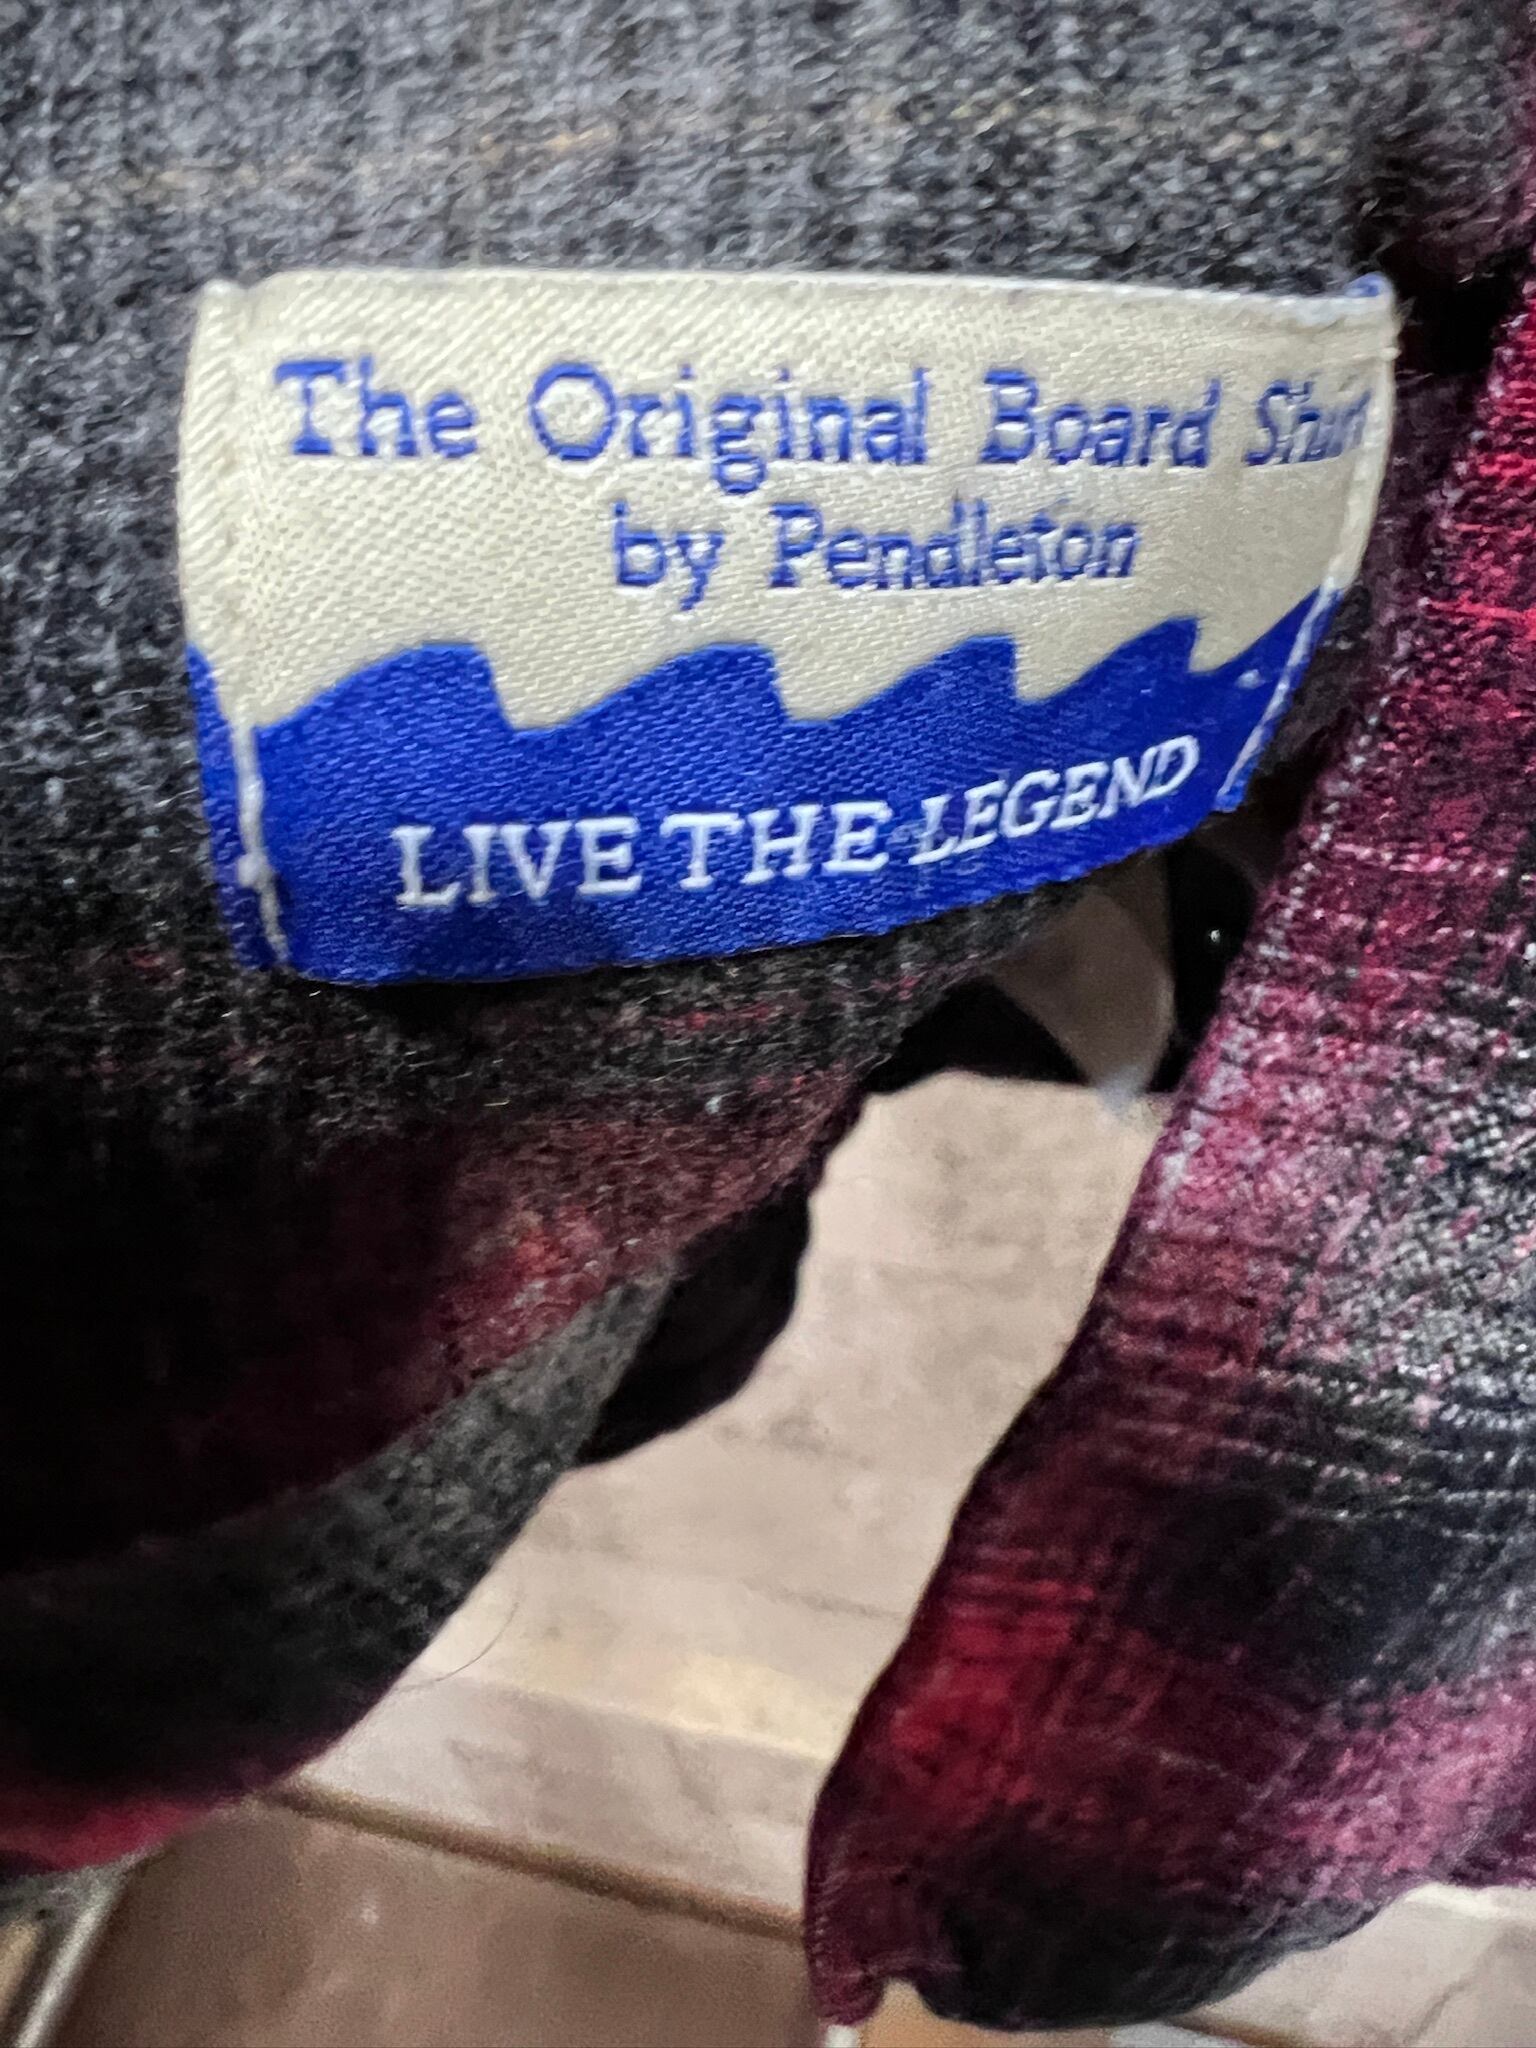 The Original Board Shirt
by Pendleton
LIVE THE LEGEND